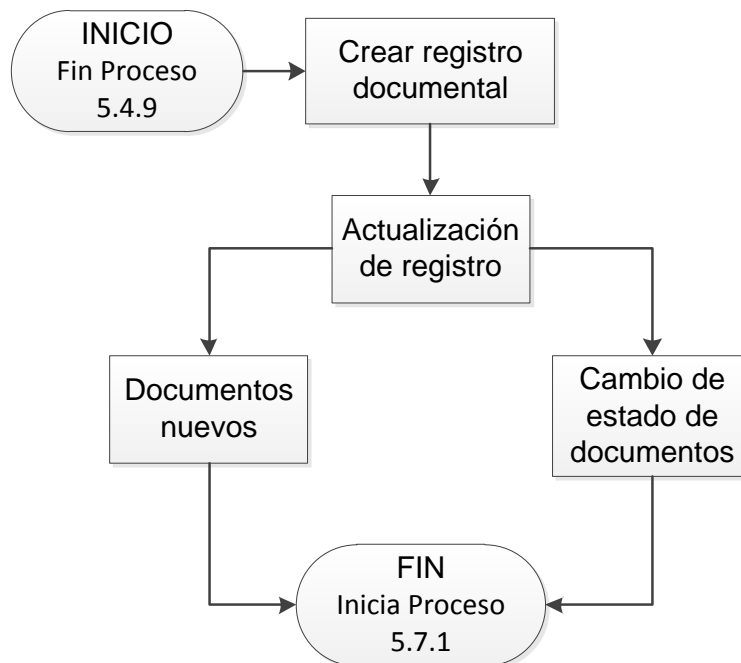 INICIO
Fin Proceso
5.4.9
Crear registro
documental
Actualización
de registro
Documentos
nuevos
Cambio de
estado de
documentos
FIN
Inicia Proceso
5.7.1